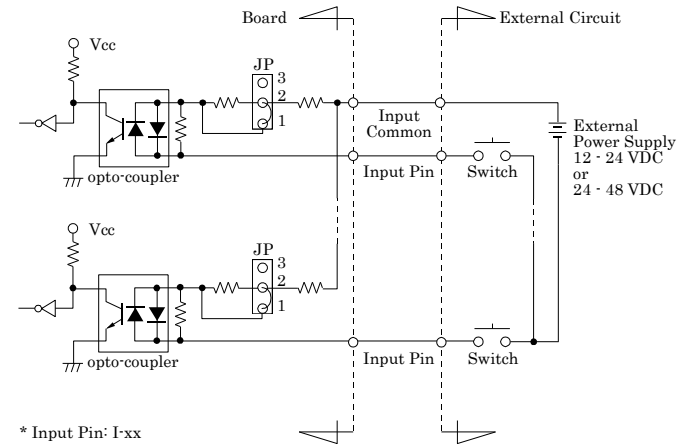 Board
External Circuit
Vcc
JP
3
2
1
Input
Common
External
Power Supply
12 - 24 VDC
or
24 - 48 VDC
opto-coupler
Input Pin
Switch
Vcc
JP
3
2
1
opto-coupler
Input Pin
Switch
* Input Pin: I-xx